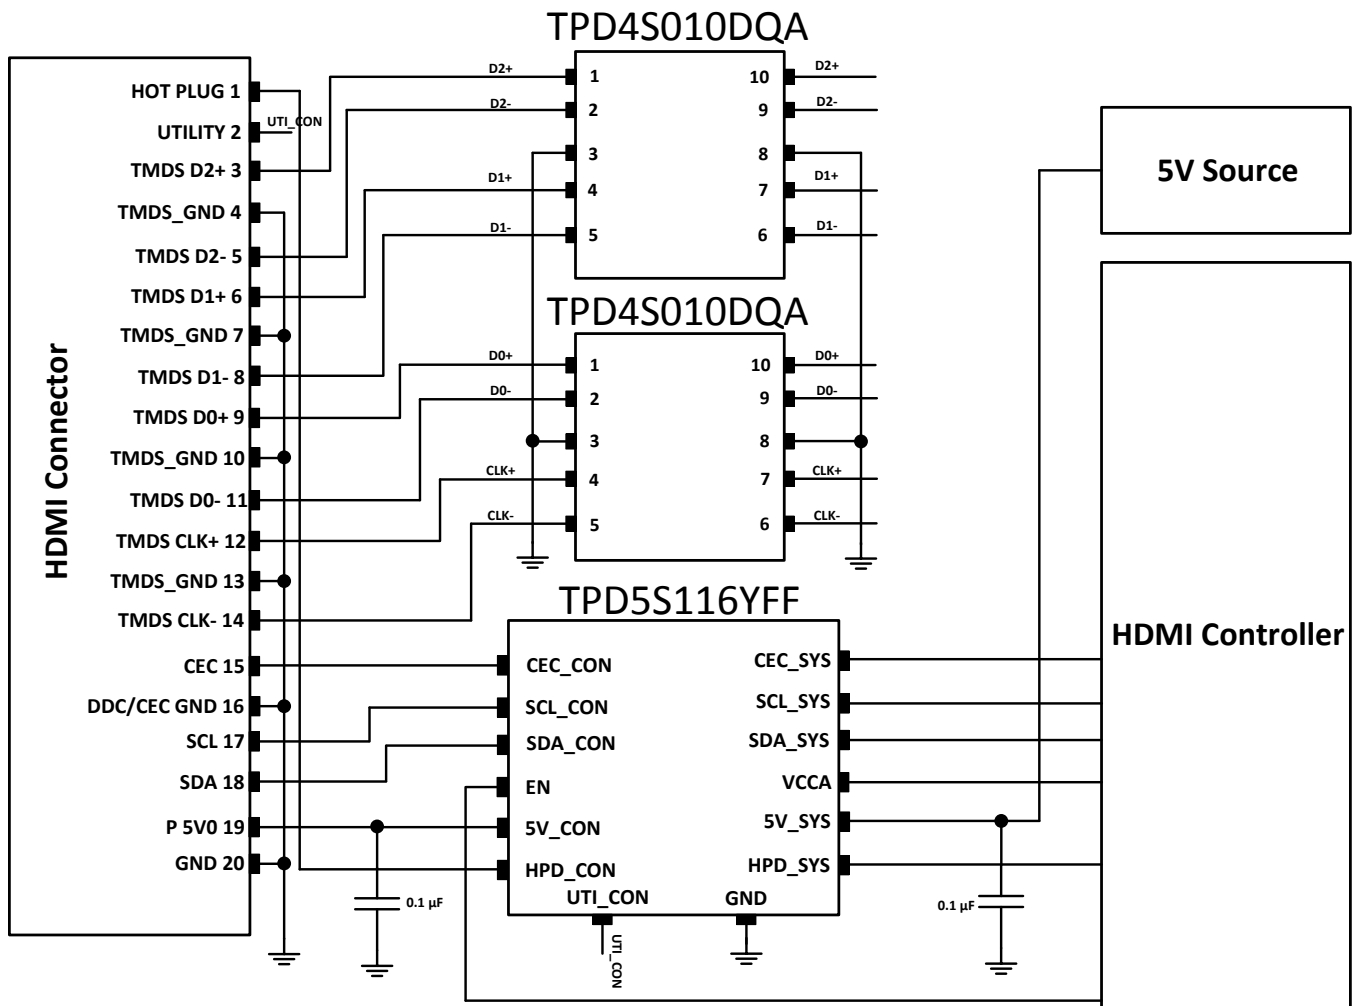 TPD4S010DQA
HDMI Connector
HOT PLUG 1
UTILITY 2
UTI_CON
TMDS D2+ 3
TMDS_GND 4
TMDS D2- 5
TMDS D1+ 6
TMDS_GND 7
TMDS D1- 8
TMDS D0+ 9
TMDS_GND 10
TMDS D0- 11
TMDS CLK+ 12
TMDS_GND 13
TMDS CLK- 14
CEC 15
DDC/CEC GND 16
SCL 17
SDA 18
P 5V0 19
GND 20
0.1 µF
D2+
D2-
D1+
D1-
1
2
3
4
5
10
9
8
7
6
D2+
D2-
D1+
D1-
TPD4S010DQA
D0+
D0-
CLK+
CLK-
1
2
3
4
5
10
9
8
7
6
D0+
D0-
CLK+
CLK-
TPD5S116YFF
CEC_CON
SCL_CON
SDA_CON
EN
5V_CON
HPD_CON
UTI_CON
GND
UTI_CON
CEC_SYS
SCL_SYS
SDA_SYS
VCCA
5V_SYS
HPD_SYS
0.1 µF
5V Source
HDMI Controller